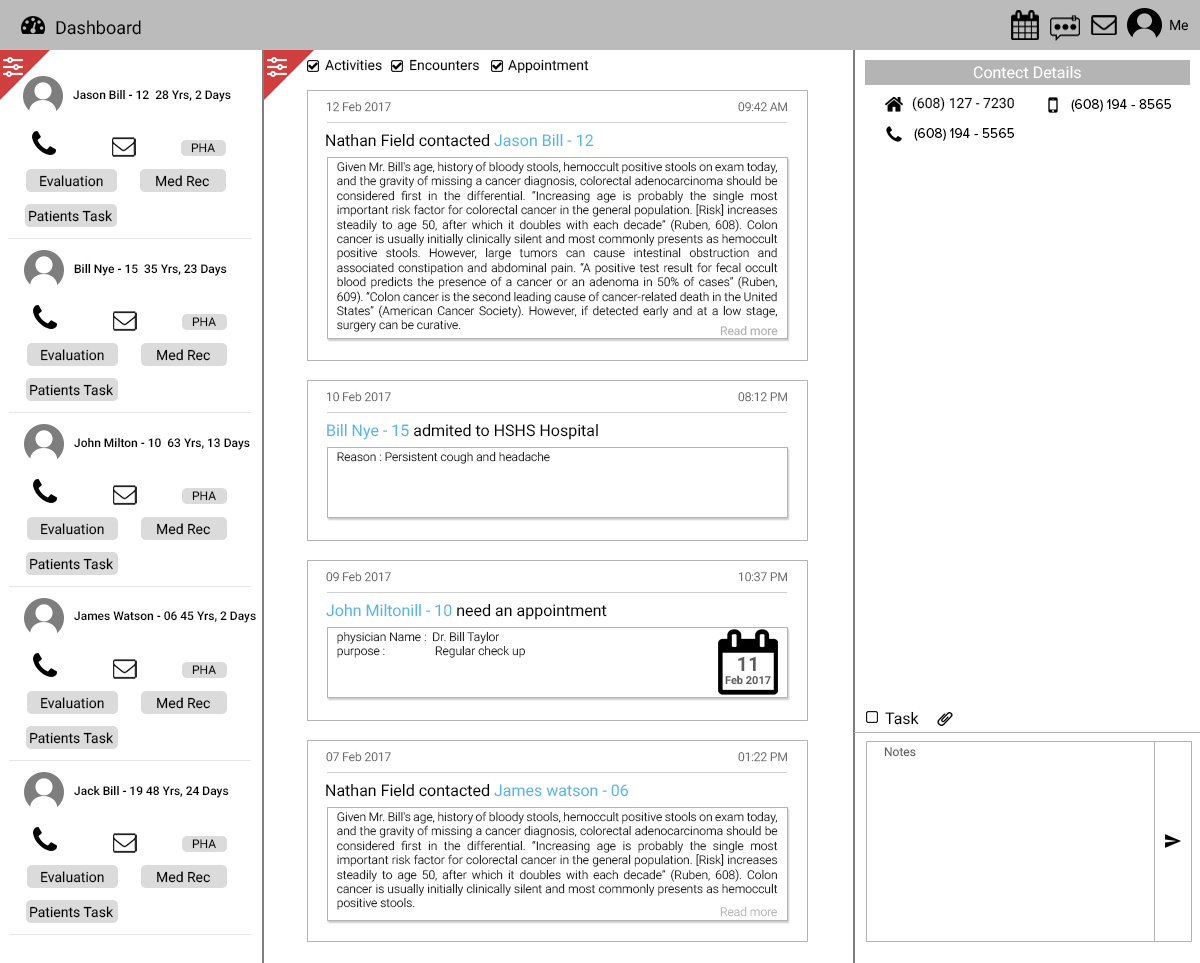 Dashboard
Me
Jason Bill - 12  28 Yrs, 2 Days
PHA
Evaluation
Med Rec
Patients Task
Bill Nye - 15  35 Yrs, 23 Days
PHA
Evaluation
Med Rec
Patients Task
John Milton - 10  63 Yrs, 13 Days
PHA
Evaluation
Med Rec
Patients Task
James Watson - 06 45 Yrs, 2 Days
PHA
Evaluation
Med Rec
Patients Task
Jack Bill - 19 48 Yrs, 24 Days
PHA
Evaluation
Med Rec
Patients Task
Activities
Encounters
Appointment
12 Feb 2017
09:42 AM
Nathan Field contacted Jason Bill - 12
Given Mr. Bill's age, history of bloody stools, hemoccult positive stools on exam today,
and the gravity of missing a cancer diagnosis, colorectal adenocarcinoma should be
considered first in the differential. “Increasing age is probably the single most
important risk factor for colorectal cancer in the general population. [Risk] increases
steadily to age 50, after which it doubles with each decade” (Ruben, 608). Colon
cancer is usually initially clinically silent and most commonly presents as hemoccult
positive stools. However, large tumors can cause intestinal obstruction and
associated constipation and abdominal pain. “A positive test result for fecal occult
blood predicts the presence of a cancer or an adenoma in 50% of cases” (Ruben,
609). “Colon cancer is the second leading cause of cancer-related death in the United
States” (American Cancer Society). However, if detected early and at a low stage,
surgery can be curative.
Read more
10 Feb 2017
08:12 PM
Bill Nye - 15 admited to HSHS Hospital
Reason : Persistent cough and headache
09 Feb 2017
10:37 PM
John Miltonill - 10 need an appointment
physician Name :  Dr. Bill Taylor
purpose :  Regular check up
11
Feb 2017
07 Feb 2017
01:22 PM
Nathan Field contacted James watson - 06
Given Mr. Bill's age, history of bloody stools, hemoccult positive stools on exam today,
and the gravity of missing a cancer diagnosis, colorectal adenocarcinoma should be
considered first in the differential. “Increasing age is probably the single most
important risk factor for colorectal cancer in the general population. [Risk] increases
steadily to age 50, after which it doubles with each decade” (Ruben, 608). Colon
cancer is usually initially clinically silent and most commonly presents as hemoccult
positive stools.
Read more
Contect Details
(608) 127 - 7230
(608) 194 - 8565
(608) 194 - 5565
Task
Notes